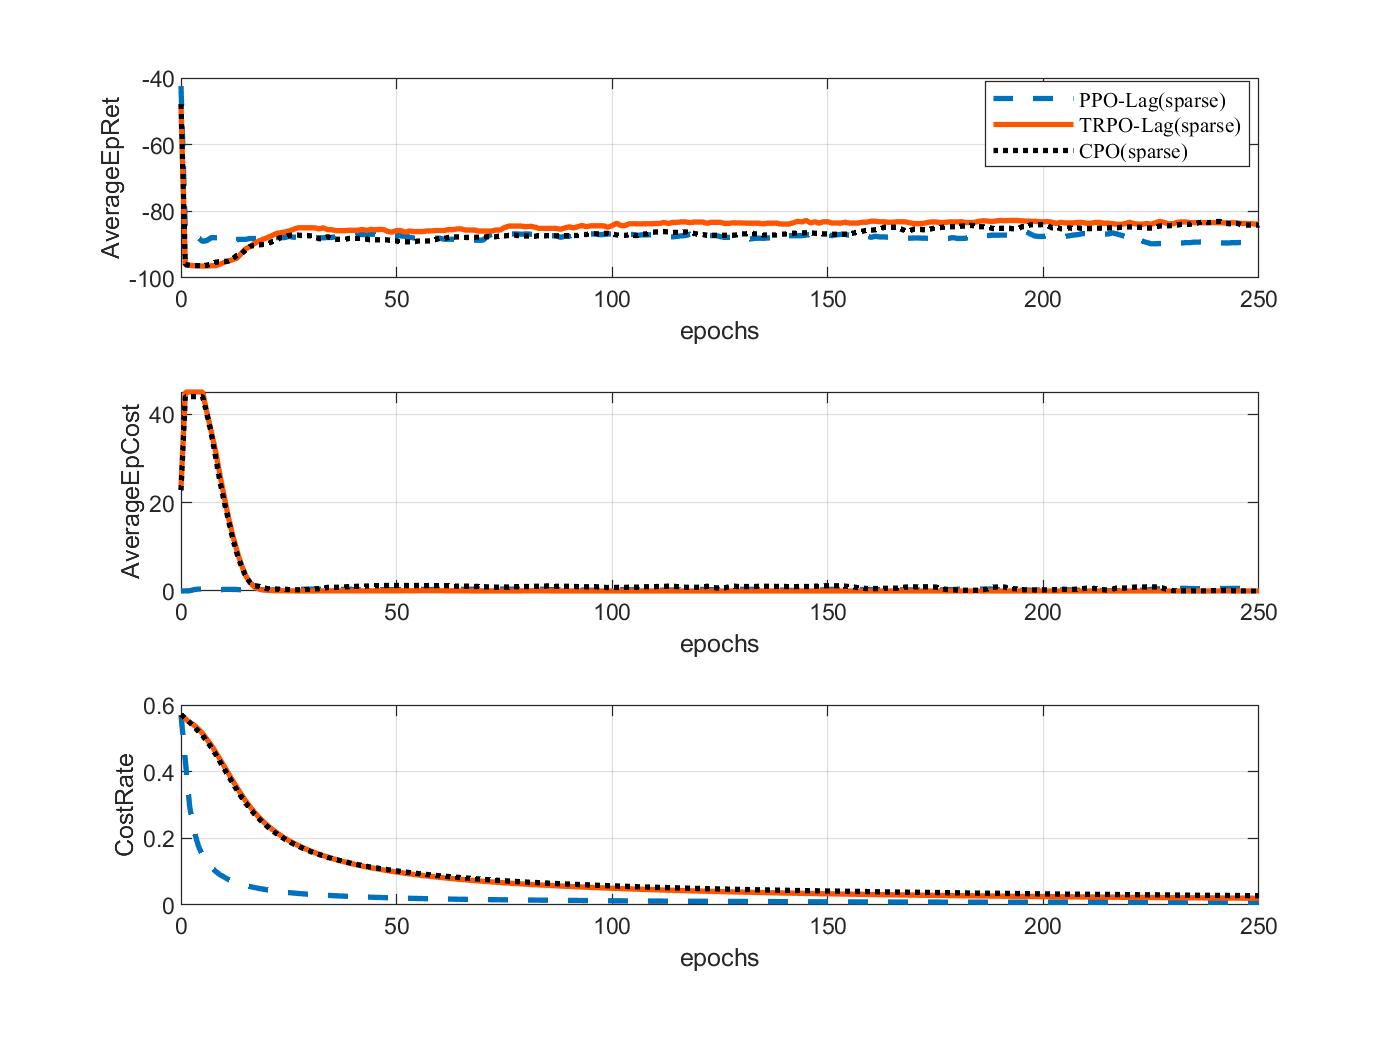 AverageEpRet
-40
-60
-80
-100
PPO-Lag(sparse)
TRPO-Lag(sparse)
CPO(sparse)
0 50 100 150 200 250
epochs
AverageEpCost
40
20
0
0 50 100 150 200 250
epochs
CostRate
0.6
0.4
0.2
0
0 50 100 150 200 250
epochs